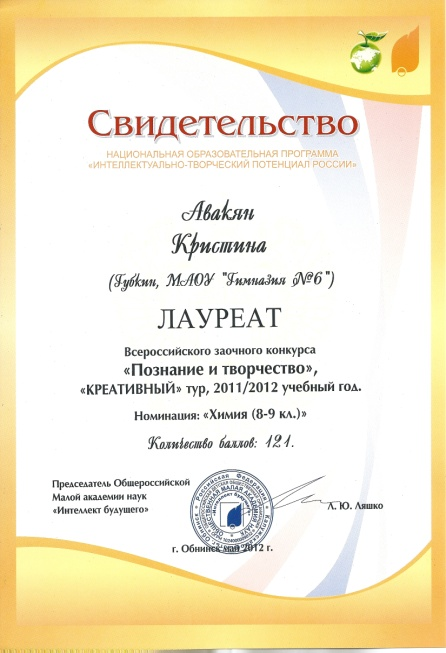 Свидетельство
НАЦИОНАЛЬНАЯ ОБРАЗОВАТЕЛЬНАЯ ПРОГРАММА
«ИНТЕЛЛЕКТУАЛЬНО-ТВОРЧЕСКИЙ ПОТЕНЦИАЛ РОССИИ»
Авакян
Кристина
(Губкин, МАОУ "Гимназия №6")
ЛАУРЕАТ
Всероссийского заочного конкурса
«Познание и творчество»,
«КРЕАТИВНЫЙ» тур, 2011/2012 учебный год.
Номинация: «Химия (8-9 кл.)»
Количество баллов: 121.
Председатель Общероссийской
Малой академии наук
«Интеллект будущего»
Л. Ю. Ляшко
г. Обнинск май 2012 г.